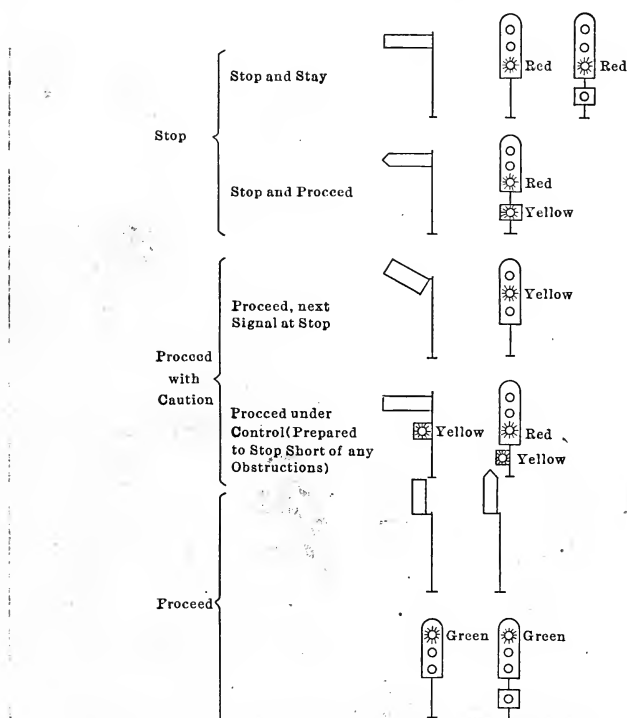 Stop
Stop and Stay
Red
Red
Stop and Proceed
Red
Yellow
Proceed
with
Caution
Proceed, next
Signal at Stop
Yellow
Proceed under
Control(Prepared
to Stop Short of any
Obstructions)
Yellow
Red
Yellow
Proceed
Green
Green